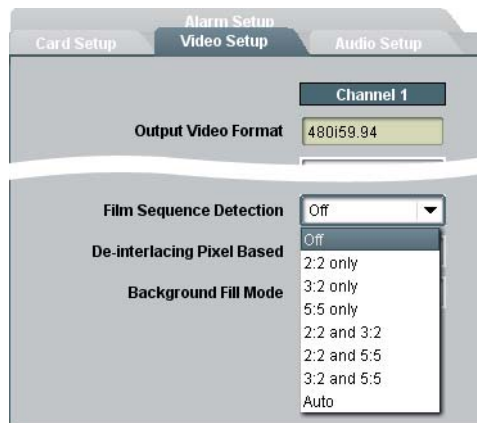 Alarm Setup
Card Setup Video Setup Audio Setup
Channel 1
Output Video Format 480i59.94
Film Sequence Detection Off
De-interlacing Pixel Based
Background Fill Mode
Off
2:2 only
3:2 only
5:5 only
2:2 and 3:2
2:2 and 5:5
3:2 and 5:5
Auto